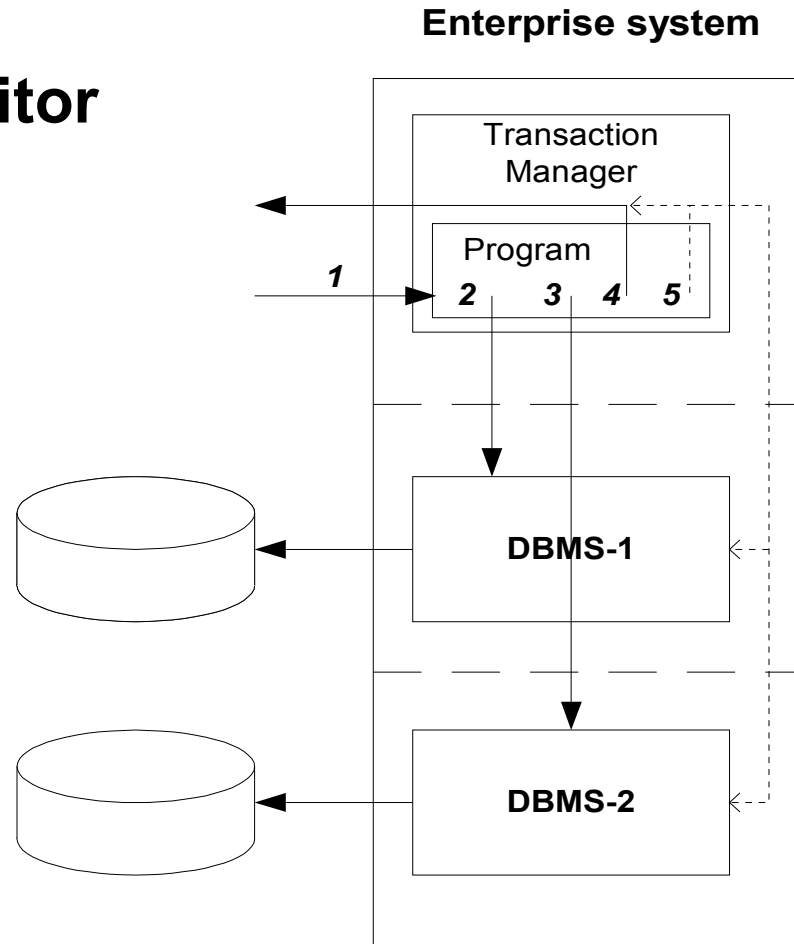 Enterprise system
itor
Transaction
Manager
Program
1
2 3 4 5
DBMS-1
DBMS-2